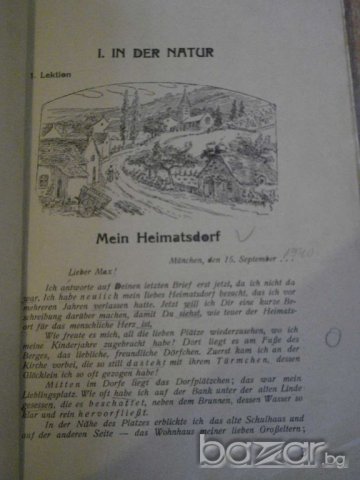 I. IN DER NATUR
1. Lektion
Mein Heimatsdorf
München, den 15. September 1940
Lieber Max!
Ich antworte auf Deinen letzten Brief erst jetzt, da ich nicht da
war. Ich habe neulich mein liebes Heimatsdorf besucht, das ich vor
mehreren Jahren verlassen hatte. Jetzt will ich Dir eine kurze Be-
schreibung darüber machen, damit Du siehst, wie teuer der Heimats-
ort für das menschliche Herz ist.
Wie freute es mich, all die lieben Plätze wiederzusehen, wo ich
meine Kinderjahre zugebracht habe! Dort liegt es am Fuße des
Berges, das liebliche, freundliche Dörfchen. Zuerst kam ich an der
Kirche vorbei, die so still dasteht mit ihrem Türmchen, dessen
Glöcklein ich so oft gezogen habe!
Mitten im Dorfe liegt das Dorfplätzchen; das war mein
Lieblingsplatz. Wie oft habe ich auf der Bank unter der alten Linde
gesessen, die es beschattet, neben dem Brunnen, dessen Wasser so
klar und rein hervorfließt.
In der Nähe des Platzes erblickte ich das alte Schulhaus und
auf der anderen Seite — das Wohnhaus meiner lieben Großeltern;
bazar.bg